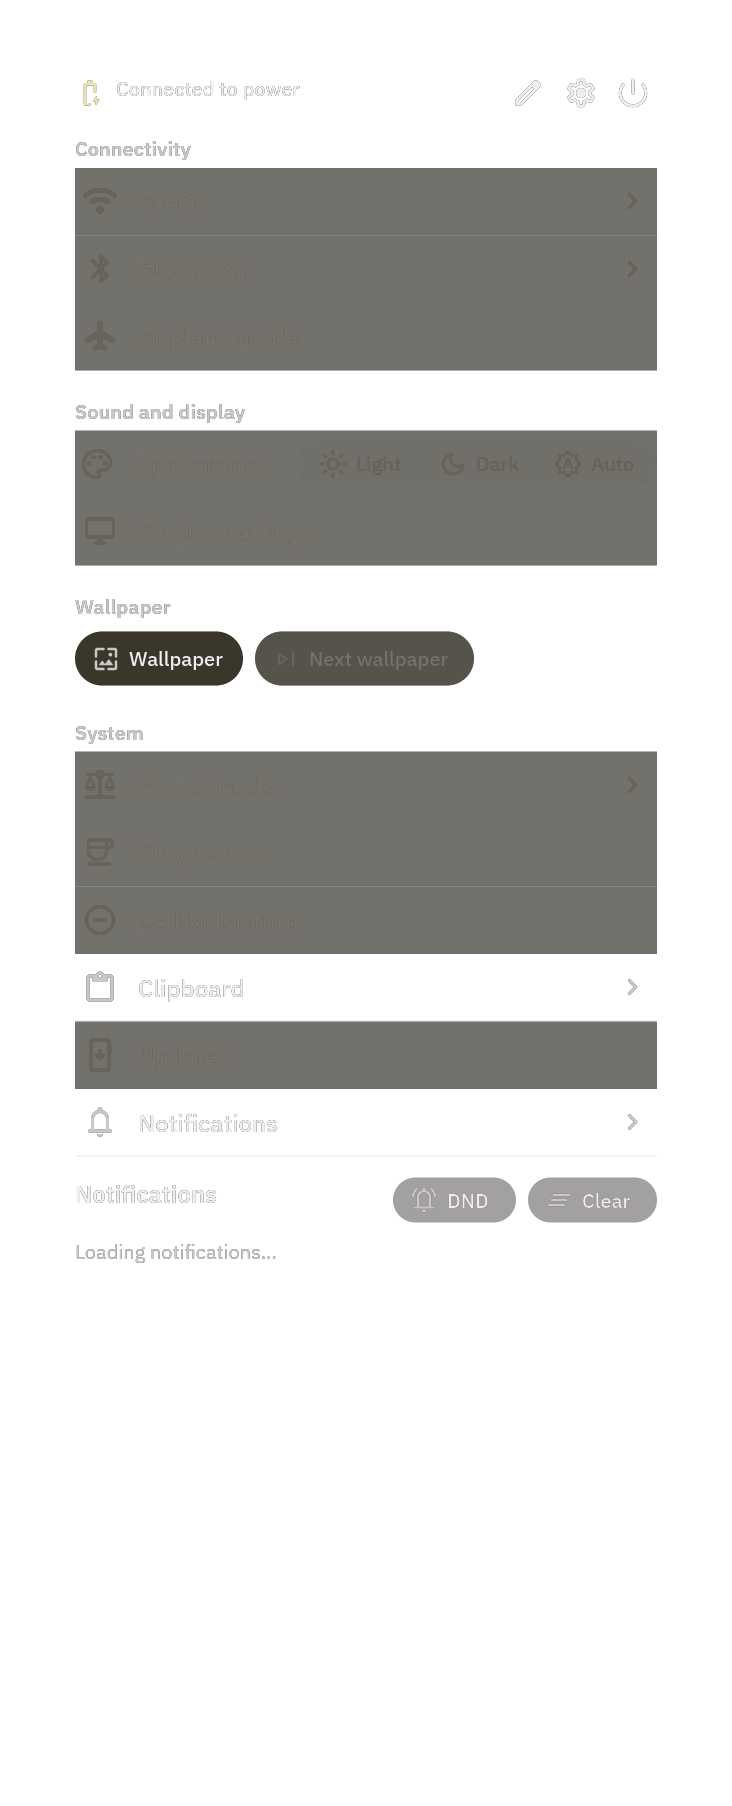 Connected to power
Connectivity
Wi-Fi
Bluetooth
Airplane mode
Sound and display
Appearance Light Dark Auto
Display settings
Wallpaper
Wallpaper Next wallpaper
System
Power mode
Stay awake
Do Not Disturb
Clipboard
Updates
Notifications
Notifications DND Clear
Loading notifications...